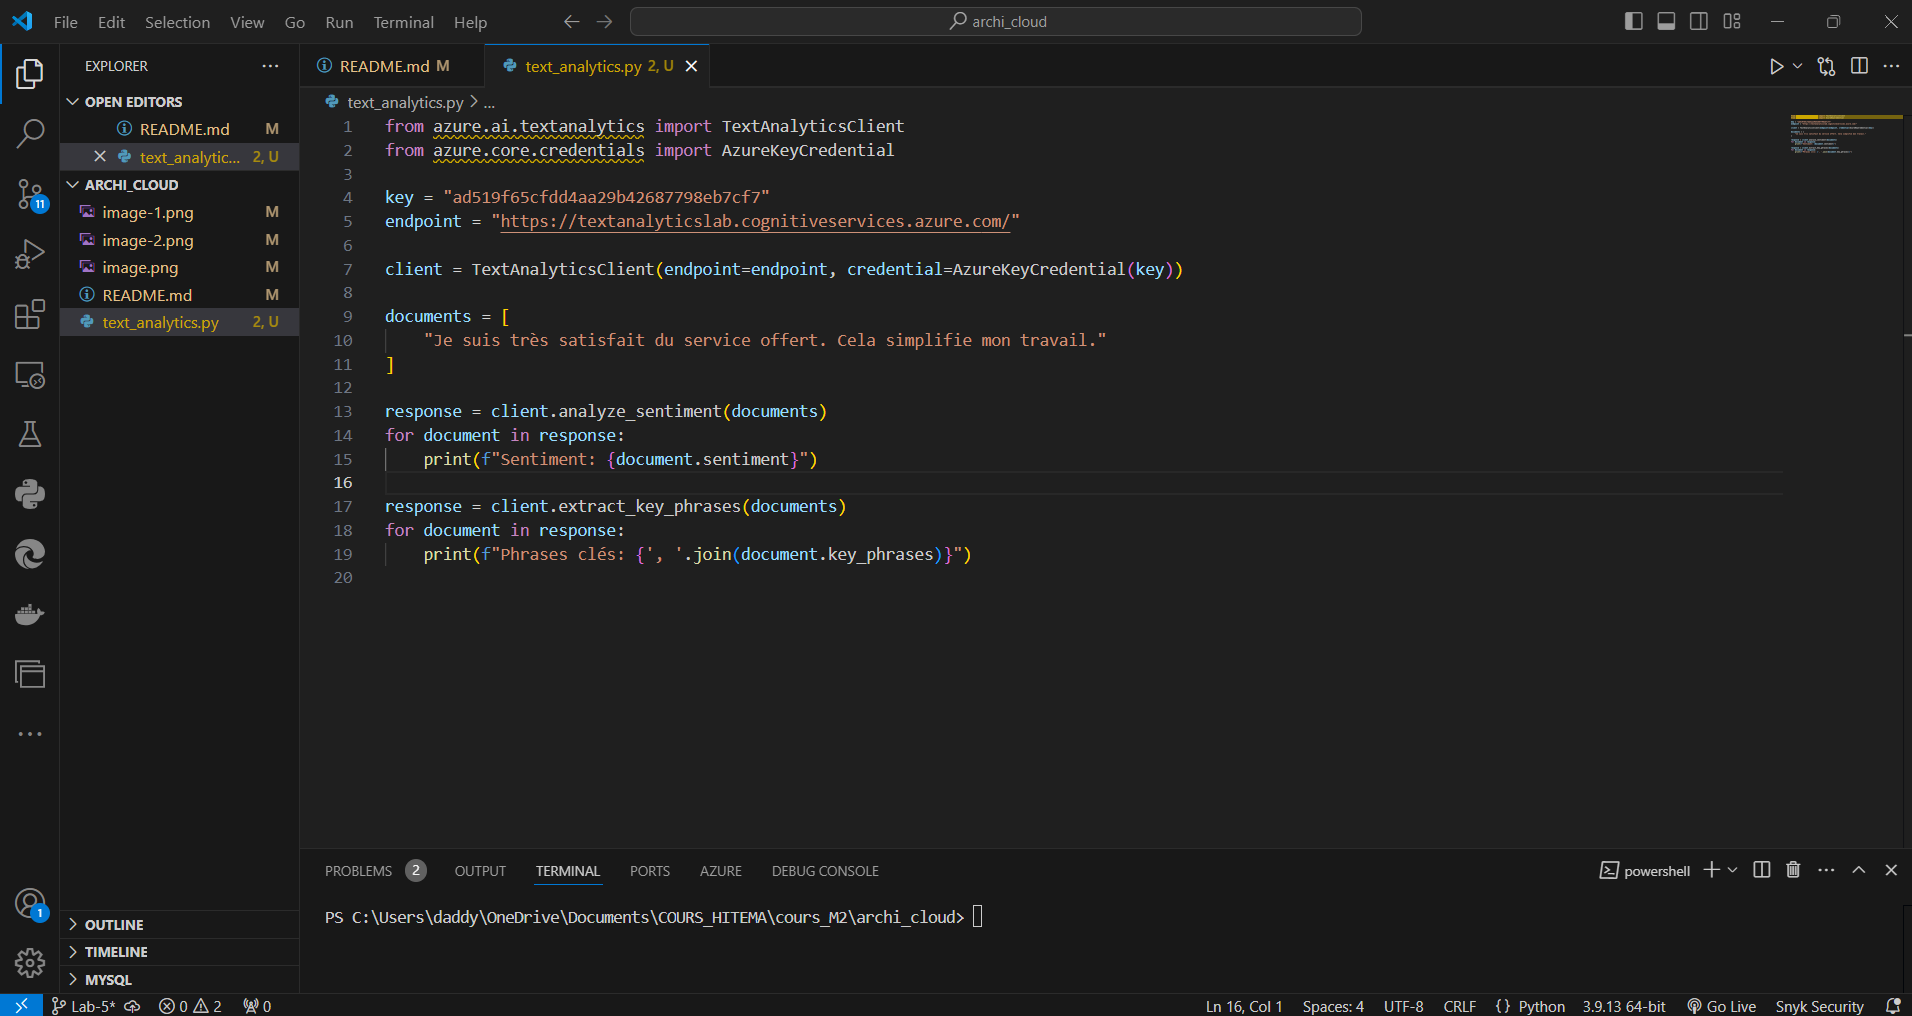 File Edit Selection View Go Run Terminal Help
archi_cloud
EXPLORER
OPEN EDITORS
README.md M
text_analytic... 2, U
ARCHI_CLOUD
image-1.png M
image-2.png M
image.png M
README.md M
text_analytics.py 2, U
11
1
OUTLINE
TIMELINE
MYSQL
README.md M
text_analytics.py 2, U
text_analytics.py > ...
1 from azure.ai.textanalytics import TextAnalyticsClient
2 from azure.core.credentials import AzureKeyCredential
3
4 key = "ad519f65cfdd4aa29b42687798eb7cf7"
5 endpoint = "https://textanalyticslab.cognitiveservices.azure.com/"
6
7 client = TextAnalyticsClient(endpoint=endpoint, credential=AzureKeyCredential(key))
8
9 documents = [
10 "Je suis très satisfait du service offert. Cela simplifie mon travail."
11 ]
12
13 response = client.analyze_sentiment(documents)
14 for document in response:
15 print(f"Sentiment: {document.sentiment}")
16
17 response = client.extract_key_phrases(documents)
18 for document in response:
19 print(f"Phrases clés: {', '.join(document.key_phrases)}")
20
PROBLEMS 2 OUTPUT TERMINAL PORTS AZURE DEBUG CONSOLE
powershell
PS C:\Users\daddy\OneDrive\Documents\COURS_HITEMA\cours_M2\archi_cloud>
Lab-5* 0 2 0
Ln 16, Col 1 Spaces: 4 UTF-8 CRLF {} Python 3.9.13 64-bit Go Live Snyk Security